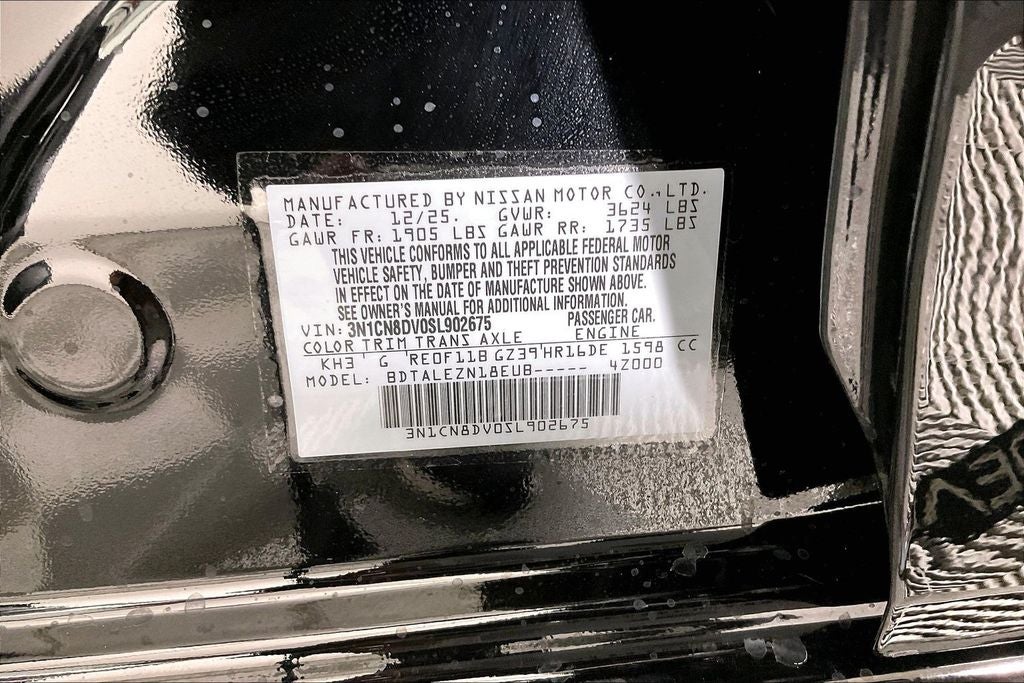 MANUFACTURED BY NISSAN MOTOR CO., LTD.
DATE: 12/25. GVWR: 3624 LBS
GAWR FR: 1905 LBS GAWR RR: 1735 LBS
THIS VEHICLE CONFORMS TO ALL APPLICABLE FEDERAL MOTOR
VEHICLE SAFETY, BUMPER AND THEFT PREVENTION STANDARDS
IN EFFECT ON THE DATE OF MANUFACTURE SHOWN ABOVE.
SEE OWNER'S MANUAL FOR ADDITIONAL INFORMATION.
VIN: 3N1CN8DV0SL902675 PASSENGER CAR.
COLOR TRIM TRANS AXLE ENGINE
KH3 G RE0F11B GZ39 HR16DE 1598 CC
MODEL: BDTALEZN18EUB----- 4Z000
3N1CN8DV0SL902675